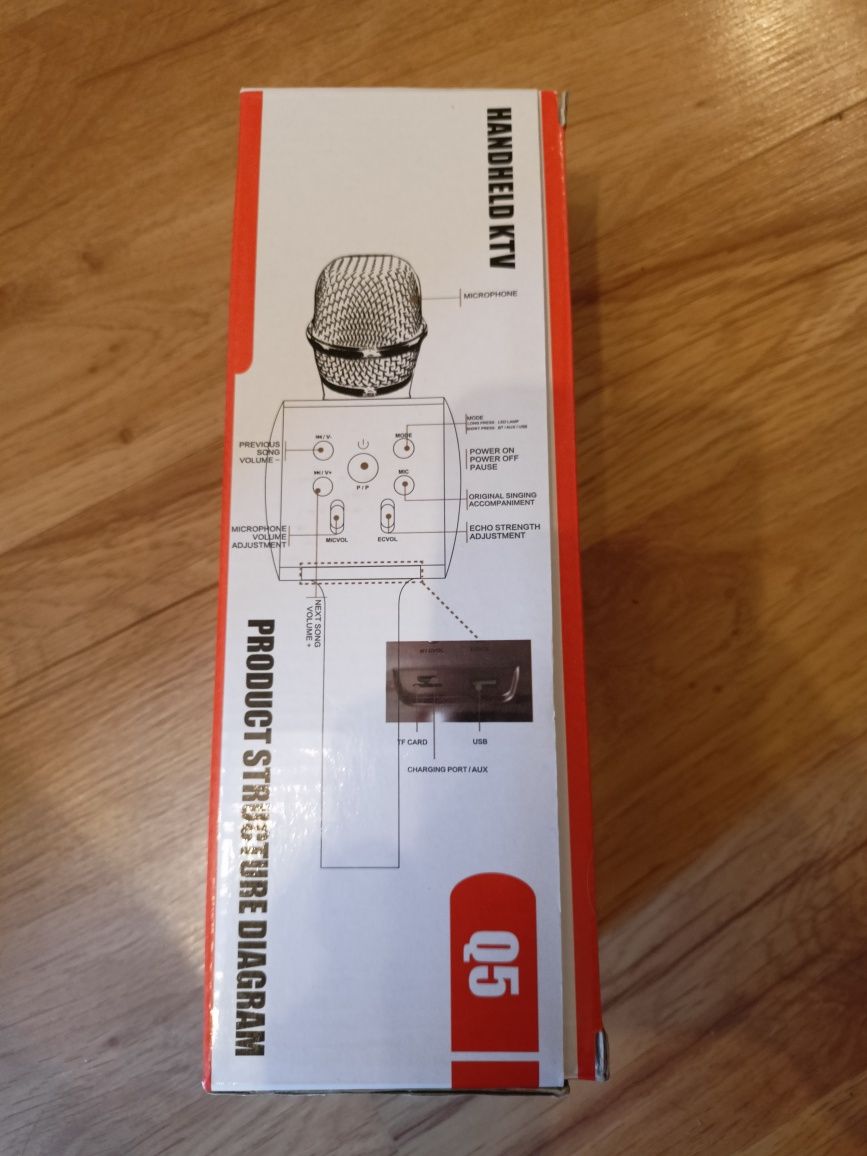 HANDHELD KTV
MICROPHONE
MODE
LONG PRESS LED LAMP
SHORT PRESS BT / AUX / USB
PREVIOUS
SONG
VOLUME -
/ V-
MODE
POWER ON
POWER OFF
PAUSE
/ V+
P / P
MIC
ORIGINAL SINGING
ACCOMPANIMENT
MICROPHONE
VOLUME
ADJUSTMENT
MICVOL
ECVOL
ECHO STRENGTH
ADJUSTMENT
NEXT SONG
VOLUME +
TF CARD
USB
CHARGING PORT / AUX
PRODUCT STRUCTURE DIAGRAM
Q5